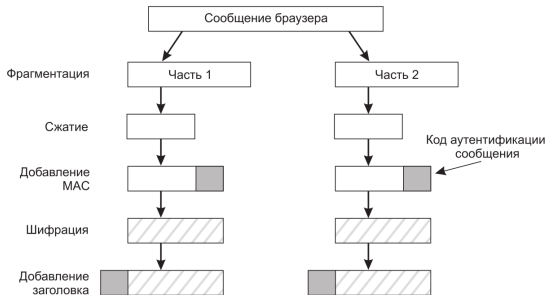 Сообщение браузера
Фрагментация
Часть 1
Часть 2
Сжатие
Код аутентификации
сообщения
Добавление
MAC
Шифрация
Добавление
заголовка